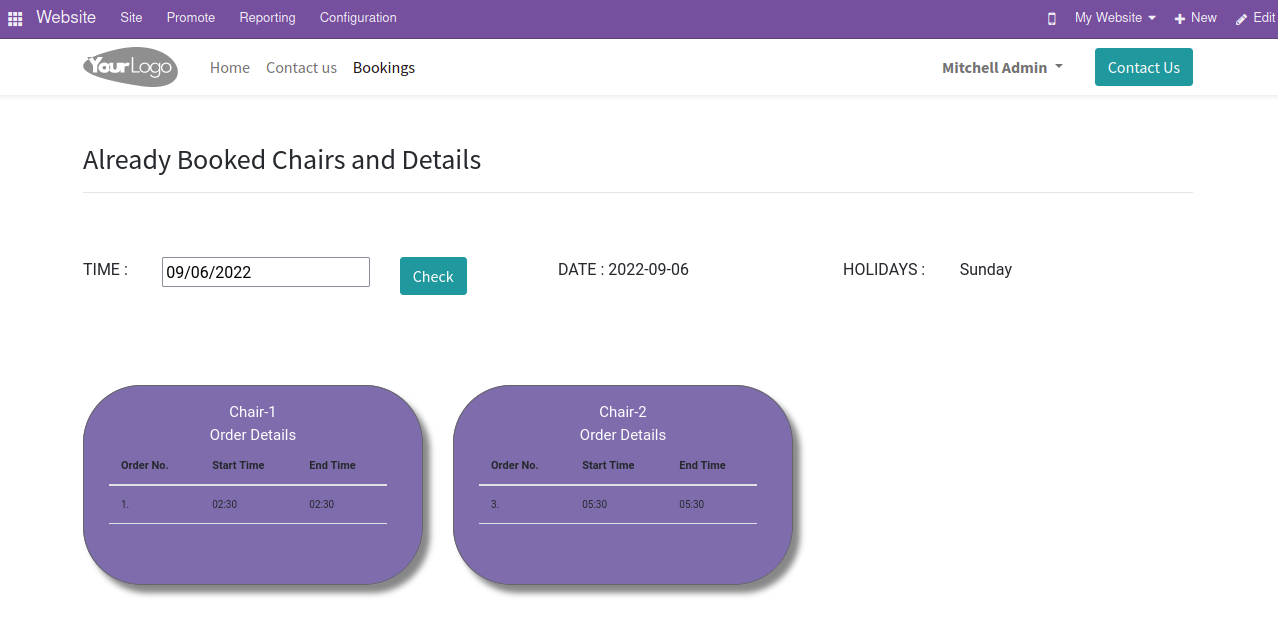 Website Site Promote Reporting Configuration My Website New Edit
YourLogo Home Contact us Bookings Mitchell Admin Contact Us
Already Booked Chairs and Details
TIME : 09/06/2022 Check DATE : 2022-09-06 HOLIDAYS : Sunday
Chair-1
Order Details
Order No. Start Time End Time
1. 02:30 02:30
Chair-2
Order Details
Order No. Start Time End Time
3. 05:30 05:30